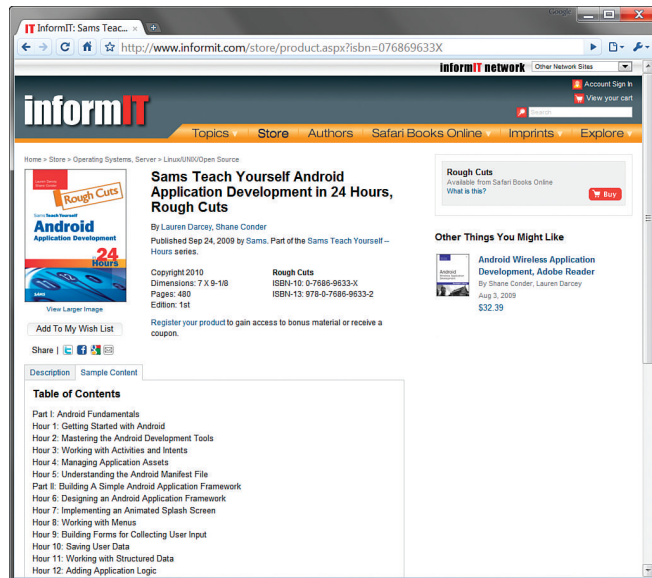 Google
InformIT: Sams Teac...
http://www.informit.com/store/product.aspx?isbn=076869633X
informIT network Other Network Sites
Account Sign In
View your cart
informIT
Search
Topics Store Authors Safari Books Online Imprints Explore
Home > Store > Operating Systems, Server > Linux/UNIX/Open Source
Rough Cuts
Sams Teach Yourself
Android
Application Development
in 24
Hours
SAMS
View Larger Image
Add To My Wish List
Share |
Sams Teach Yourself Android
Application Development in 24 Hours,
Rough Cuts
By Lauren Darcey, Shane Conder
Published Sep 24, 2009 by Sams. Part of the Sams Teach Yourself –
Hours series.
Copyright 2010 Rough Cuts
Dimensions: 7 X 9-1/8 ISBN-10: 0-7686-9633-X
Pages: 480 ISBN-13: 978-0-7686-9633-2
Edition: 1st
Register your product to gain access to bonus material or receive a
coupon.
Rough Cuts
Available from Safari Books Online
What is this?
Buy
Other Things You Might Like
Android
Android Wireless Application
Development, Adobe Reader
By Shane Conder, Lauren Darcey
Aug 3, 2009
$32.39
Description Sample Content
Table of Contents
Part I: Android Fundamentals
Hour 1: Getting Started with Android
Hour 2: Mastering the Android Development Tools
Hour 3: Working with Activities and Intents
Hour 4: Managing Application Assets
Hour 5: Understanding the Android Manifest File
Part II: Building A Simple Android Application Framework
Hour 6: Designing an Android Application Framework
Hour 7: Implementing an Animated Splash Screen
Hour 8: Working with Menus
Hour 9: Building Forms for Collecting User Input
Hour 10: Saving User Data
Hour 11: Working with Structured Data
Hour 12: Adding Application Logic